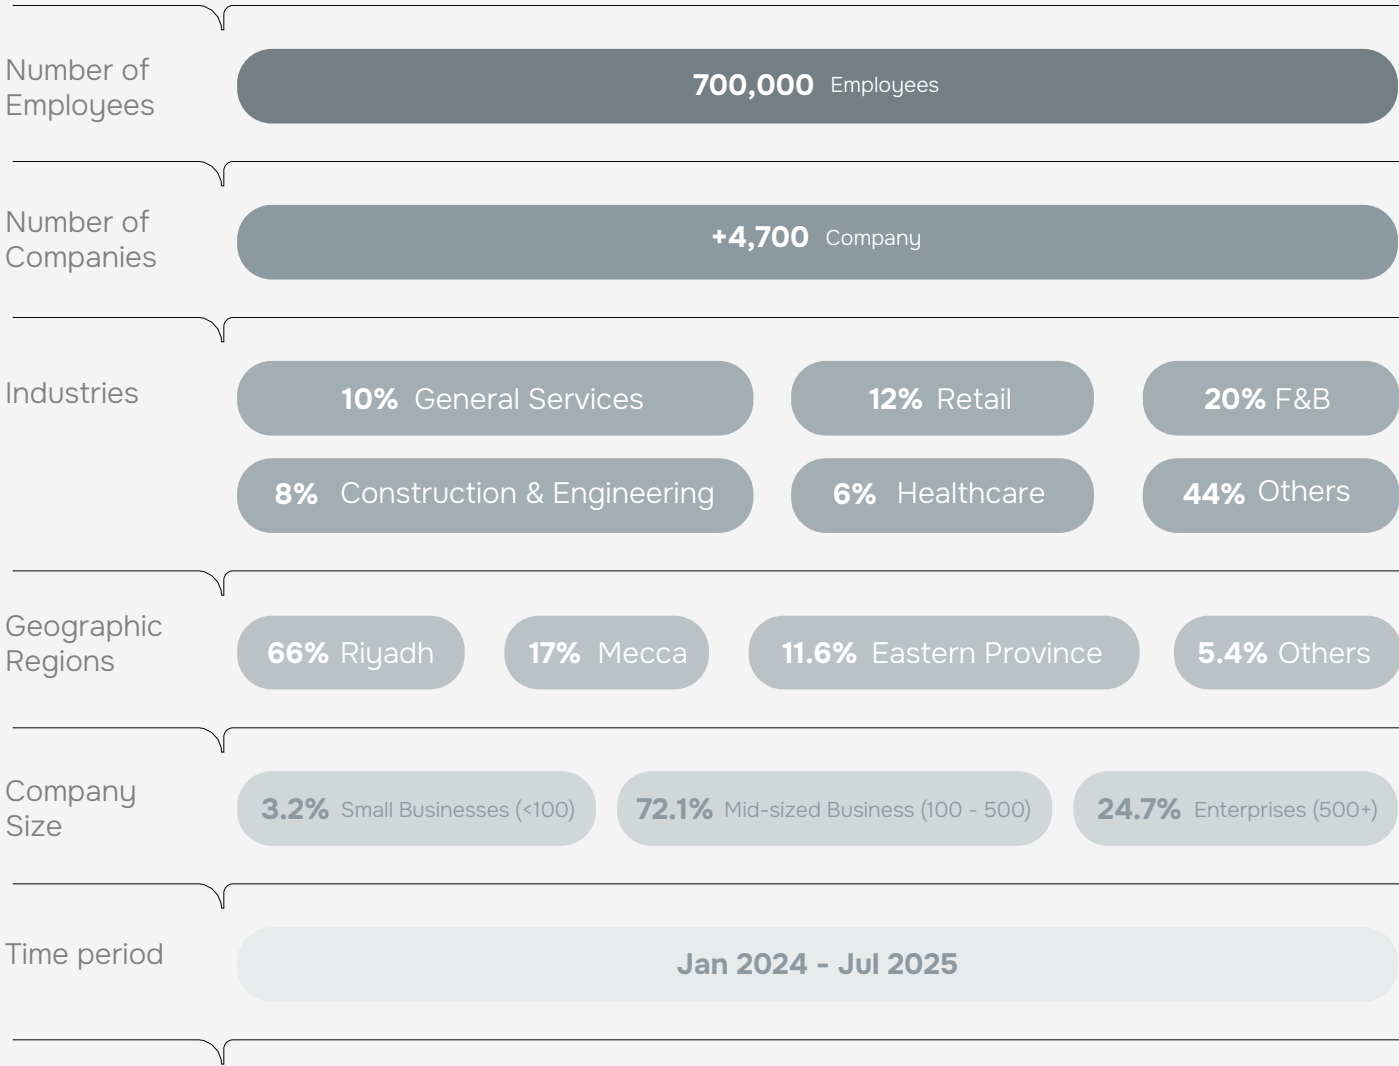 Number of
Employees
700,000 Employees
Number of
Companies
+4,700 Company
Industries
10% General Services
12% Retail
20% F&B
8% Construction & Engineering
6% Healthcare
44% Others
Geographic
Regions
66% Riyadh
17% Mecca
11.6% Eastern Province
5.4% Others
Company
Size
3.2% Small Businesses (<100)
72.1% Mid-sized Business (100 - 500)
24.7% Enterprises (500+)
Time period
Jan 2024 - Jul 2025